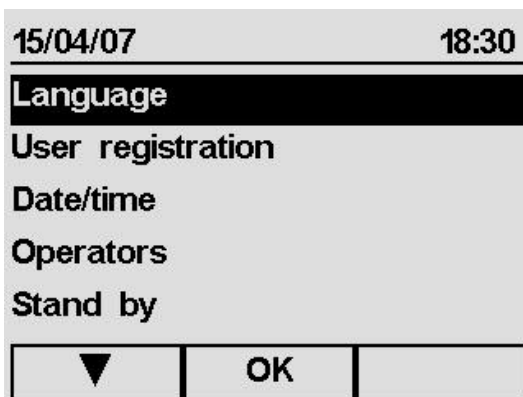 15/04/07 18:30
Language
User registration
Date/time
Operators
Stand by
▼ OK